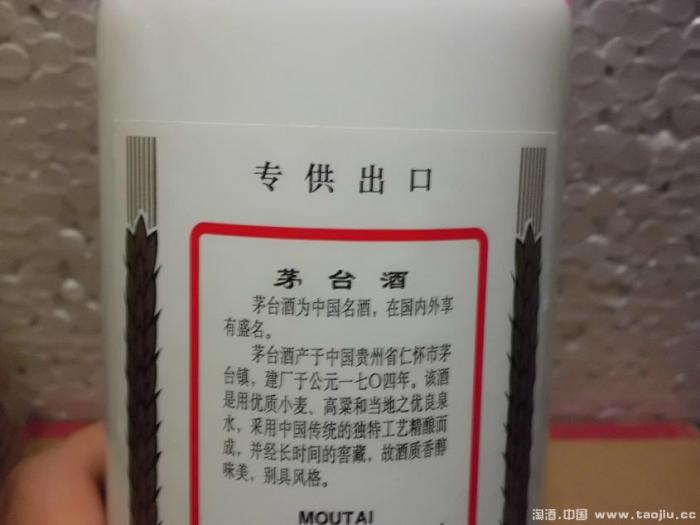 专供出口
茅台酒
茅台酒为中国名酒，在国内外享
有盛名。
茅台酒产于中国贵州省仁怀市茅
台镇，建厂于公元一七〇四年。该酒
是用优质小麦、高粱和当地之优良泉
水，采用中国传统的独特工艺精酿而
成，并经长时间的窖藏，故酒质香醇
味美，别具风格。
MOUTAI
淘酒.中国 www.taojiu.cc